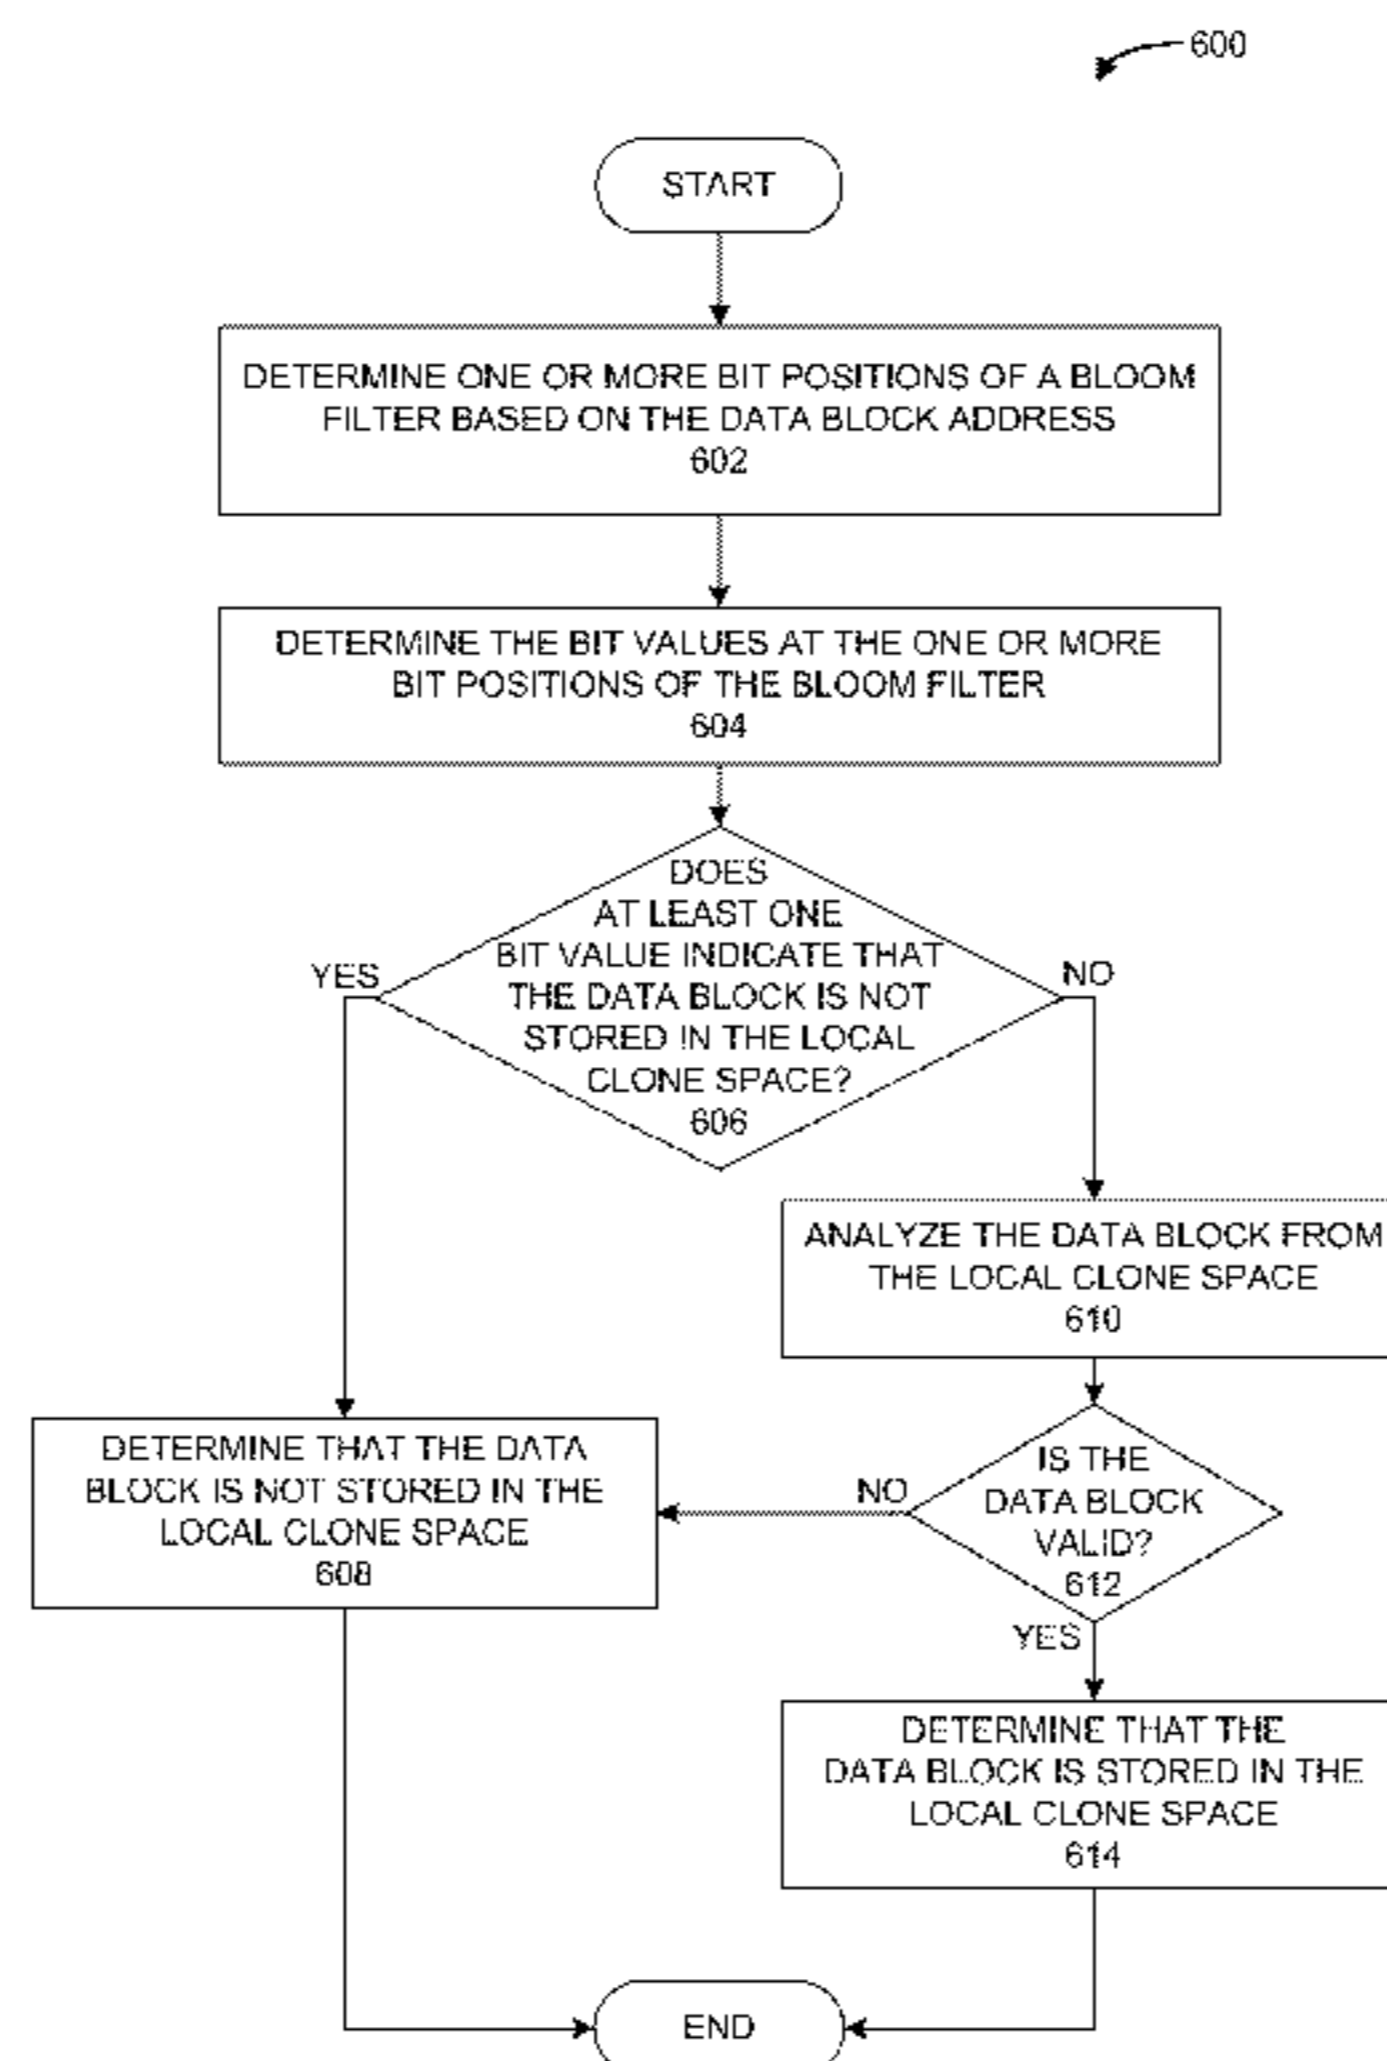 600
START
DETERMINE ONE OR MORE BIT POSITIONS OF A BLOOM
FILTER BASED ON THE DATA BLOCK ADDRESS
602
DETERMINE THE BIT VALUES AT THE ONE OR MORE
BIT POSITIONS OF THE BLOOM FILTER
604
DOES
AT LEAST ONE
BIT VALUE INDICATE THAT
THE DATA BLOCK IS NOT
STORED IN THE LOCAL
CLONE SPACE?
606
YES
NO
ANALYZE THE DATA BLOCK FROM
THE LOCAL CLONE SPACE
610
DETERMINE THAT THE DATA
BLOCK IS NOT STORED IN THE
LOCAL CLONE SPACE
608
NO
IS THE
DATA BLOCK
VALID?
612
YES
DETERMINE THAT THE
DATA BLOCK IS STORED IN THE
LOCAL CLONE SPACE
614
END